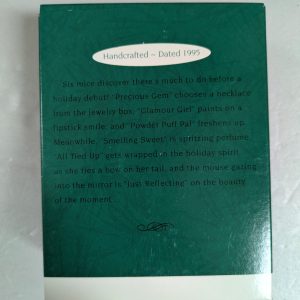 Handcrafted ~ Dated 1995
Six mice discover there's much to do before a
holiday debut! "Precious Gem" chooses a necklace
from the jewelry box, "Glamour Girl" paints on a
lipstick smile, and "Powder Puff Pal" freshens up.
Meanwhile, "Smelling Sweet" is spritzing perfume,
"All Tied Up" gets wrapped in the holiday spirit
as she ties a bow on her tail, and the mouse gazing
into the mirror is "Just Reflecting" on the beauty
of the moment.